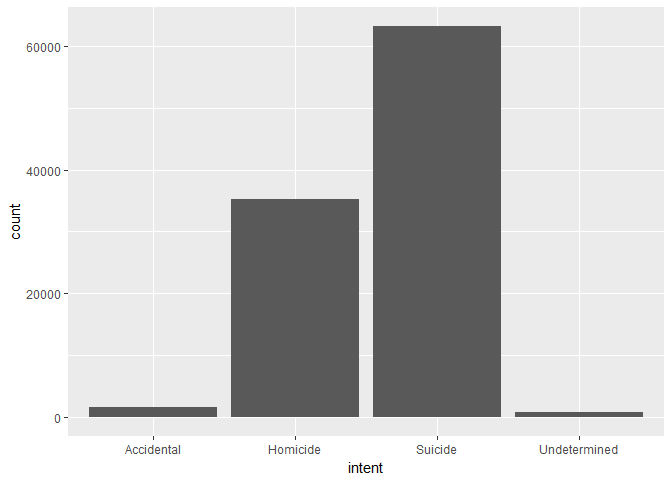 60000
40000
20000
0
count
Accidental Homicide Suicide Undetermined
intent